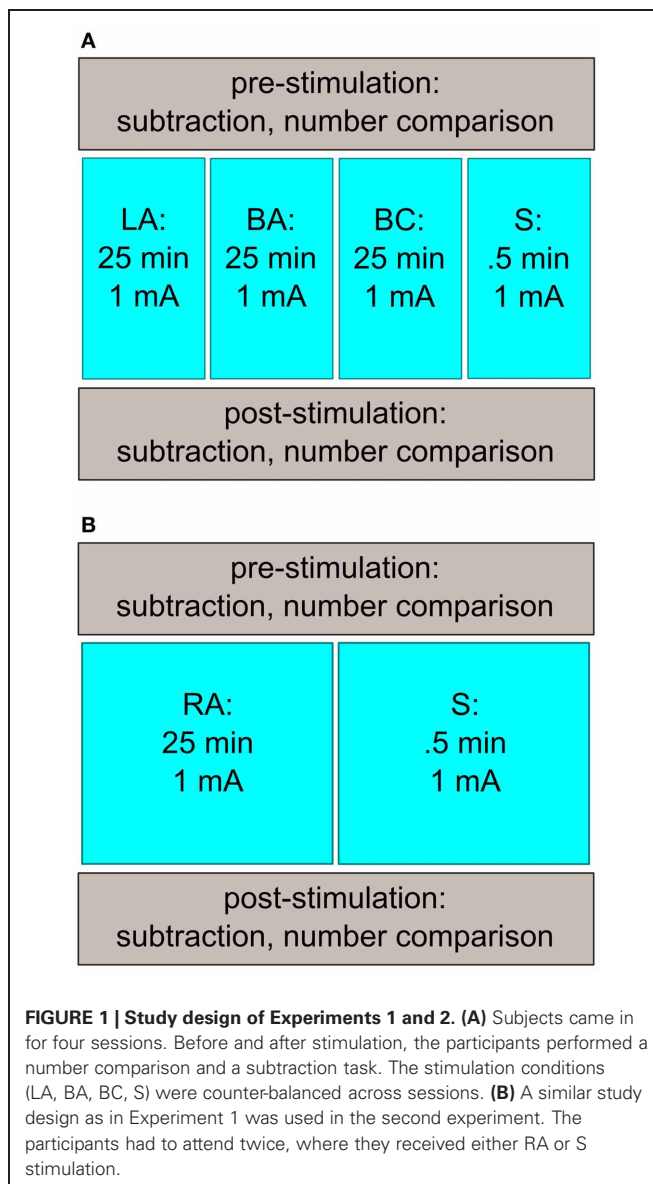 A
pre-stimulation:
subtraction, number comparison
LA:
25 min
1 mA
BA:
25 min
1 mA
BC:
25 min
1 mA
S:
.5 min
1 mA
post-stimulation:
subtraction, number comparison
B
pre-stimulation:
subtraction, number comparison
RA:
25 min
1 mA
S:
.5 min
1 mA
post-stimulation:
subtraction, number comparison
FIGURE 1 | Study design of Experiments 1 and 2. (A) Subjects came in
for four sessions. Before and after stimulation, the participants performed a
number comparison and a subtraction task. The stimulation conditions
(LA, BA, BC, S) were counter-balanced across sessions. (B) A similar study
design as in Experiment 1 was used in the second experiment. The
participants had to attend twice, where they received either RA or S
stimulation.